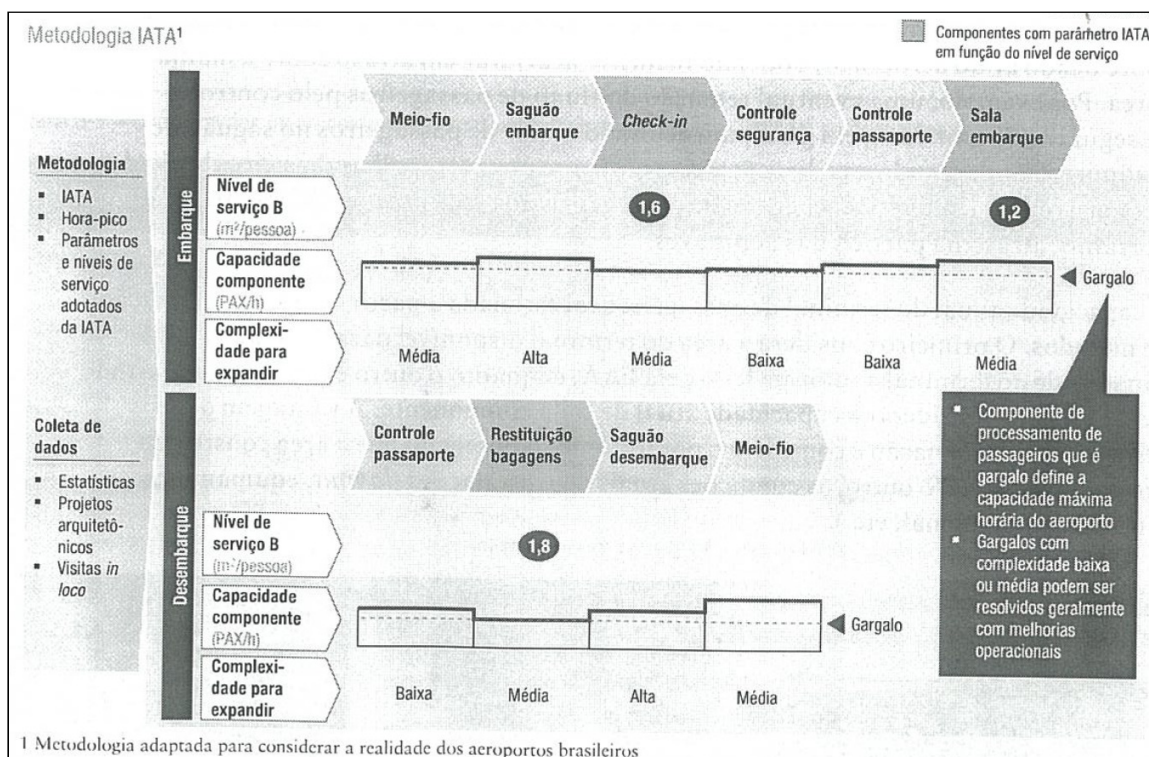 Metodologia IATA¹
Componentes com parâmetro IATA
em função do nível de serviço
Meio-fio
Saguão
embarque
Check-in
Controle
segurança
Controle
passaporte
Sala
embarque
Metodologia
▪ IATA
▪ Hora-pico
▪ Parâmetros
e níveis de
serviço
adotados
da IATA
Embarque
Nível de
serviço B
(m²/pessoa)
1,6
1,2
Capacidade
componente
(PAX/h)
Gargalo
Complexi-
dade para
expandir
Média
Alta
Média
Baixa
Baixa
Média
Coleta de
dados
▪ Estatísticas
▪ Projetos
arquitetô-
nicos
▪ Visitas in
loco
Desembarque
Controle
passaporte
Restituição
bagagens
Saguão
desembarque
Meio-fio
Nível de
serviço B
(m²/pessoa)
1,8
Capacidade
componente
(PAX/h)
Gargalo
Complexi-
dade para
expandir
Baixa
Média
Alta
Média
▪ Componente de
processamento de
passageiros que é
gargalo define a
capacidade máxima
horária do aeroporto
▪ Gargalos com
complexidade baixa
ou média podem ser
resolvidos geralmente
com melhorias
operacionais
1 Metodologia adaptada para considerar a realidade dos aeroportos brasileiros